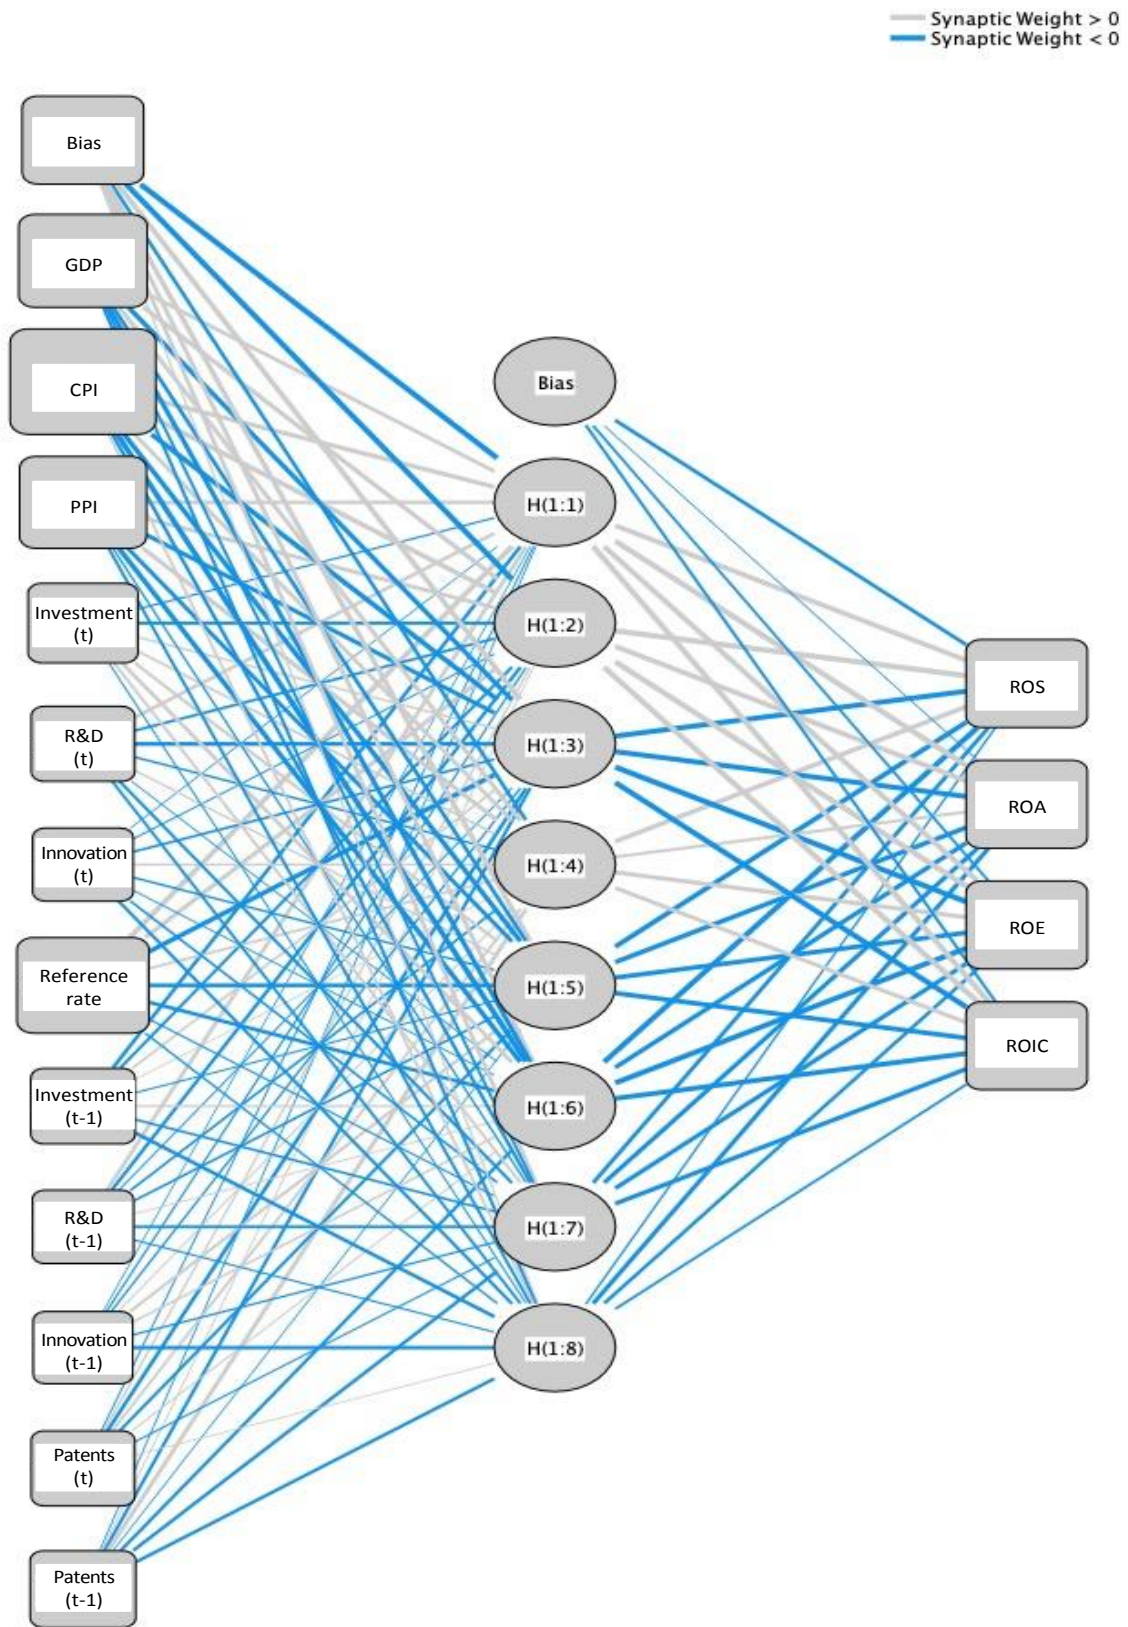 Synaptic Weight > 0
Synaptic Weight < 0
Bias
GDP
CPI
PPI
Investment
(t)
R&D
(t)
Innovation
(t)
Reference
rate
Investment
(t-1)
R&D
(t-1)
Innovation
(t-1)
Patents
(t)
Patents
(t-1)
Bias
H(1:1)
H(1:2)
H(1:3)
H(1:4)
H(1:5)
H(1:6)
H(1:7)
H(1:8)
ROS
ROA
ROE
ROIC